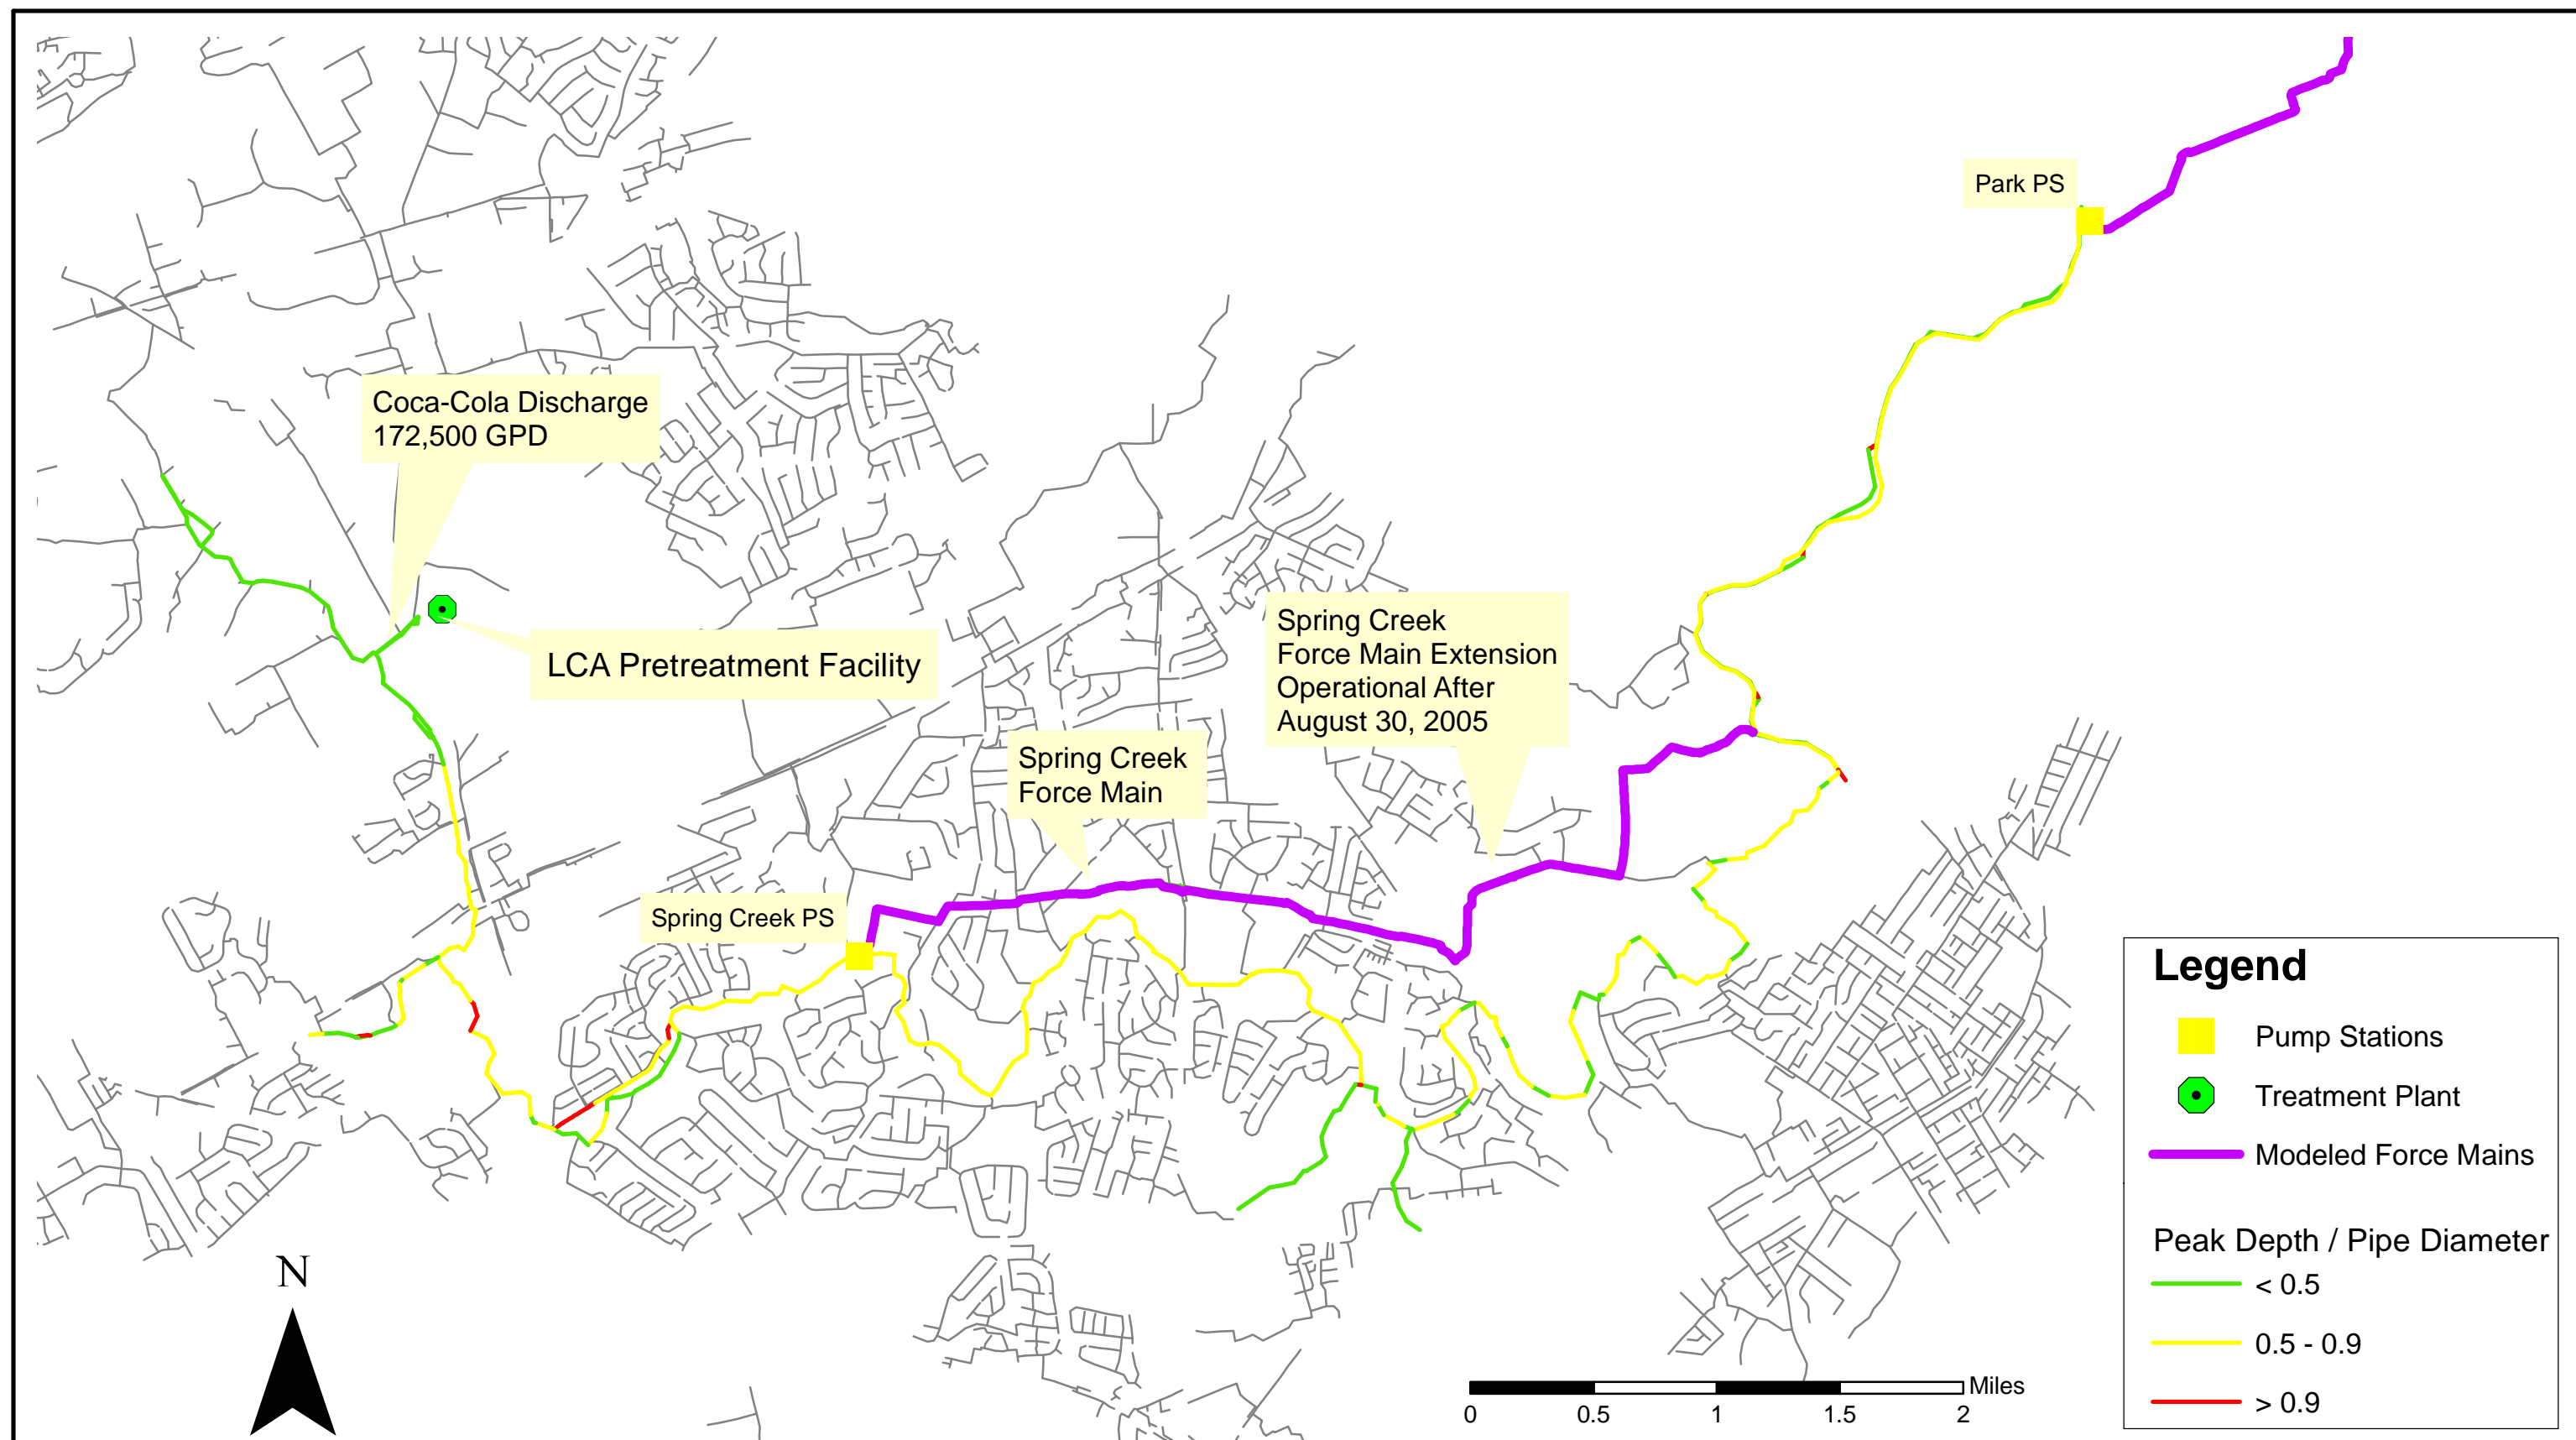 Park PS
Coca-Cola Discharge
172,500 GPD
LCA Pretreatment Facility
Spring Creek
Force Main Extension
Operational After
August 30, 2005
Spring Creek
Force Main
Spring Creek PS
N
Miles
0 0.5 1 1.5 2
Legend
Pump Stations
Treatment Plant
Modeled Force Mains
Peak Depth / Pipe Diameter
< 0.5
0.5 - 0.9
> 0.9